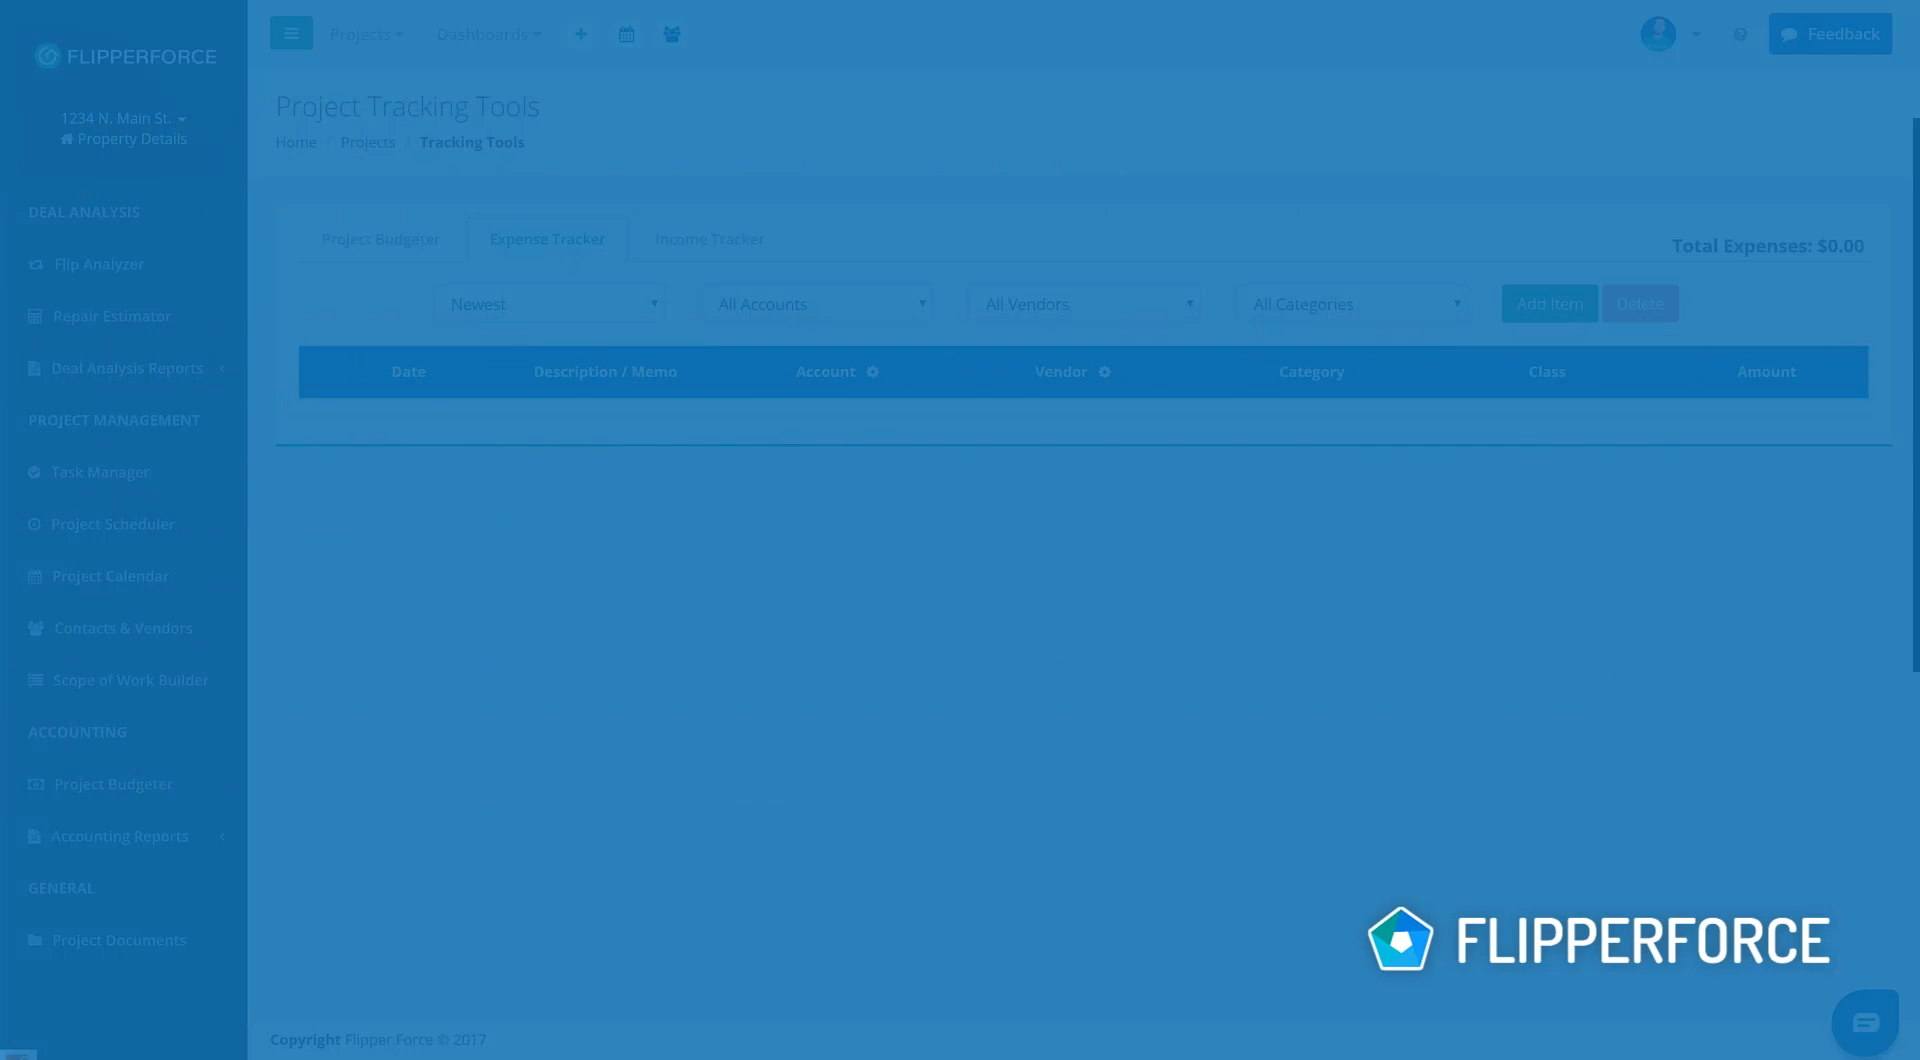 FLIPPERFORCE
1234 N. Main St.
Property Details
DEAL ANALYSIS
Flip Analyzer
Repair Estimator
Deal Analysis Reports
PROJECT MANAGEMENT
Task Manager
Project Scheduler
Project Calendar
Contacts & Vendors
Scope of Work Builder
ACCOUNTING
Project Budgeter
Accounting Reports
GENERAL
Project Documents
Projects Dashboards Feedback
Project Tracking Tools
Home / Projects / Tracking Tools
Project Budgeter Expense Tracker Income Tracker Total Expenses: $0.00
Newest All Accounts All Vendors All Categories Add Item Delete
Date Description / Memo Account Vendor Category Class Amount
FLIPPERFORCE
Copyright Flipper Force © 2017